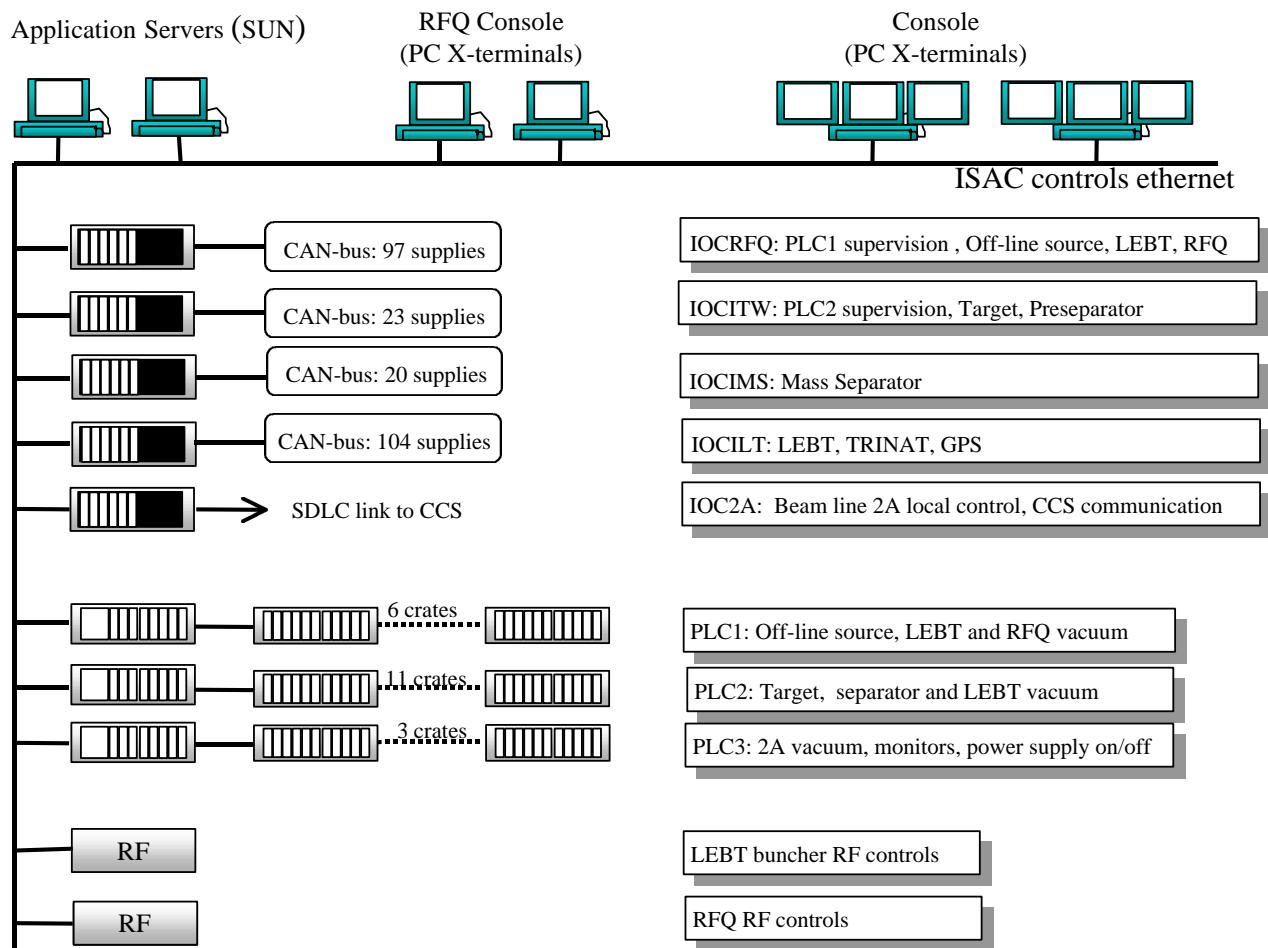 Application Servers (SUN)
RFQ Console
(PC X-terminals)
Console
(PC X-terminals)
ISAC controls ethernet
CAN-bus: 97 supplies
IOCRFQ: PLC1 supervision , Off-line source, LEBT, RFQ
CAN-bus: 23 supplies
IOCITW: PLC2 supervision, Target, Preseparator
CAN-bus: 20 supplies
IOCIMS: Mass Separator
CAN-bus: 104 supplies
IOCILT: LEBT, TRINAT, GPS
SDLC link to CCS
IOC2A: Beam line 2A local control, CCS communication
6 crates
PLC1: Off-line source, LEBT and RFQ vacuum
11 crates
PLC2: Target, separator and LEBT vacuum
3 crates
PLC3: 2A vacuum, monitors, power supply on/off
RF
LEBT buncher RF controls
RF
RFQ RF controls